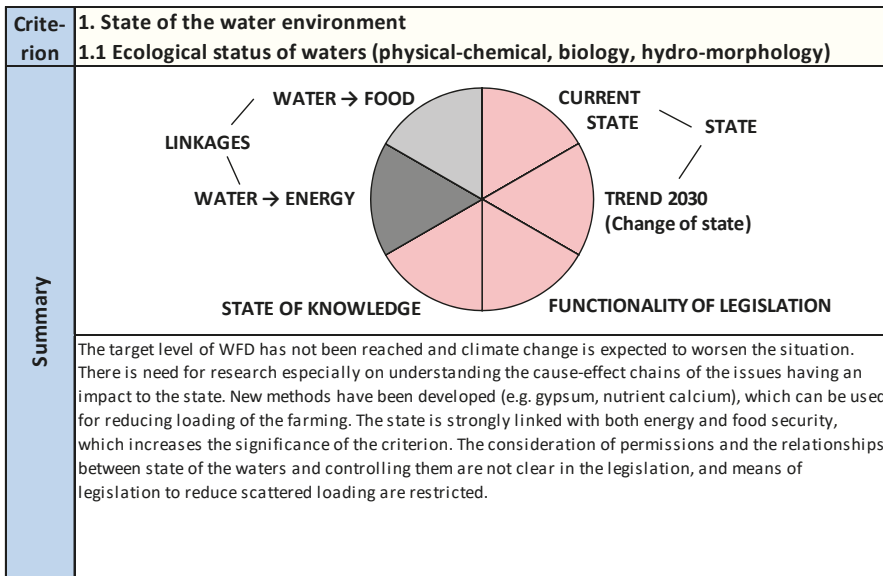 Crite-
rion
1. State of the water environment
1.1 Ecological status of waters (physical-chemical, biology, hydro-morphology)
Summary
WATER → FOOD
LINKAGES
WATER → ENERGY
CURRENT
STATE
STATE
TREND 2030
(Change of state)
STATE OF KNOWLEDGE
FUNCTIONALITY OF LEGISLATION
The target level of WFD has not been reached and climate change is expected to worsen the situation.
There is need for research especially on understanding the cause-effect chains of the issues having an
impact to the state. New methods have been developed (e.g. gypsum, nutrient calcium), which can be used
for reducing loading of the farming. The state is strongly linked with both energy and food security,
which increases the significance of the criterion. The consideration of permissions and the relationships
between state of the waters and controlling them are not clear in the legislation, and means of
legislation to reduce scattered loading are restricted.